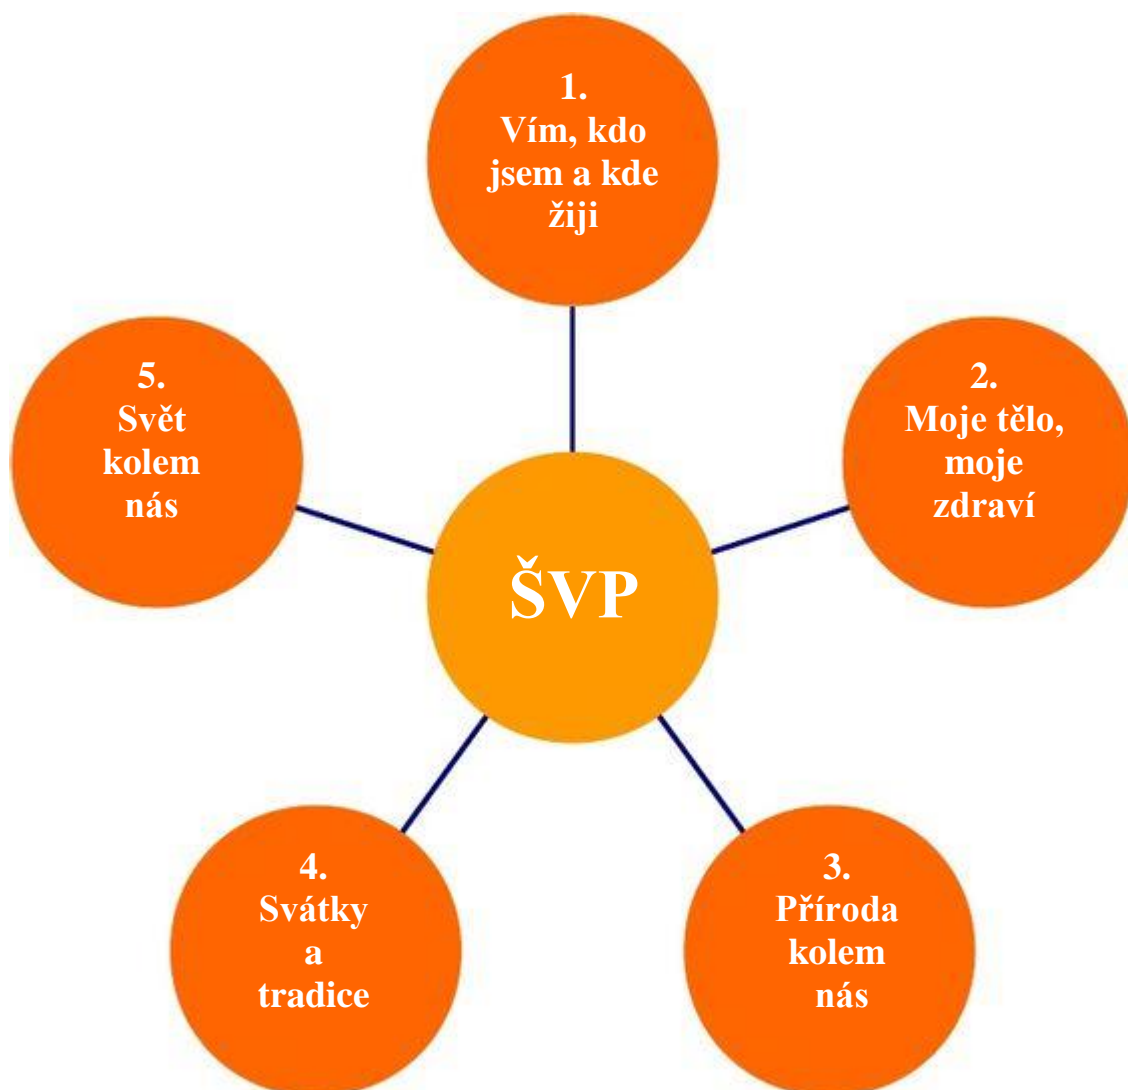 1.
Vím, kdo
jsem a kde
žiji
5.
Svět
kolem
nás
2.
Moje tělo,
moje
zdraví
ŠVP
4.
Svátky
a
tradice
3.
Příroda
kolem
nás